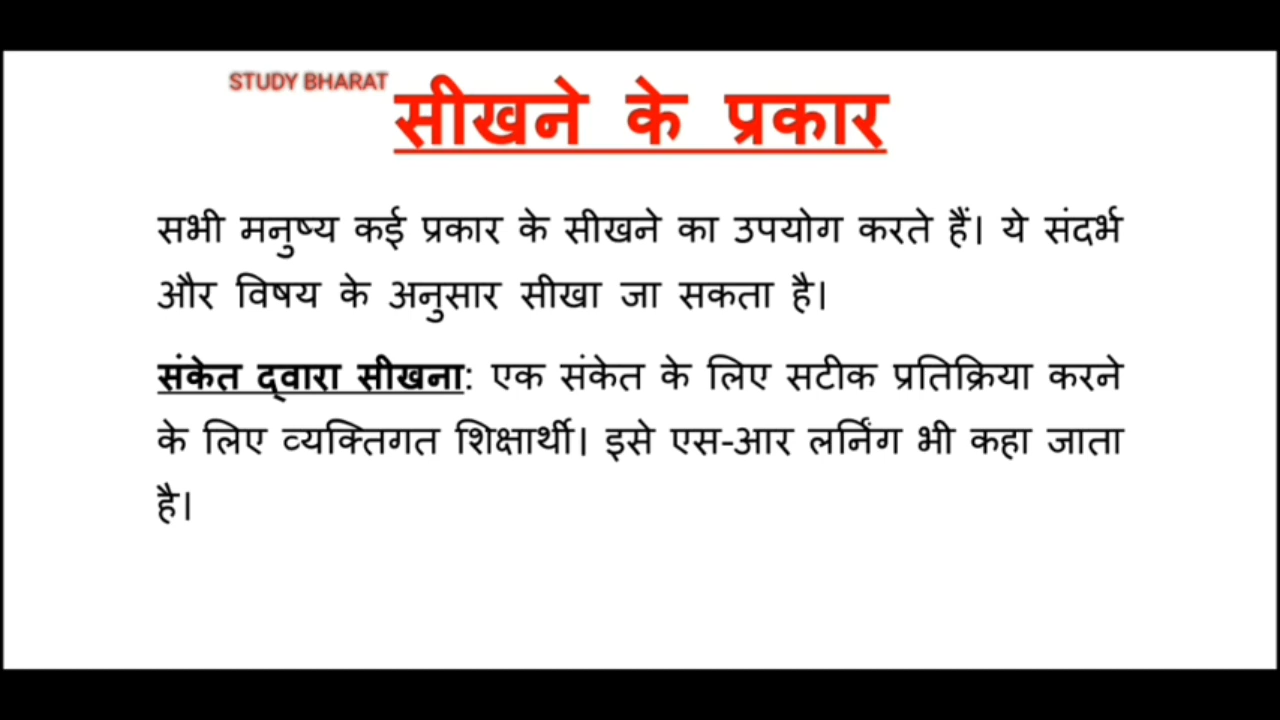 STUDY BHARAT
सीखने के प्रकार
सभी मनुष्य कई प्रकार के सीखने का उपयोग करते हैं। ये संदर्भ
और विषय के अनुसार सीखा जा सकता है।
संकेत द्वारा सीखना: एक संकेत के लिए सटीक प्रतिक्रिया करने
के लिए व्यक्तिगत शिक्षार्थी। इसे एस-आर लर्निंग भी कहा जाता
है।